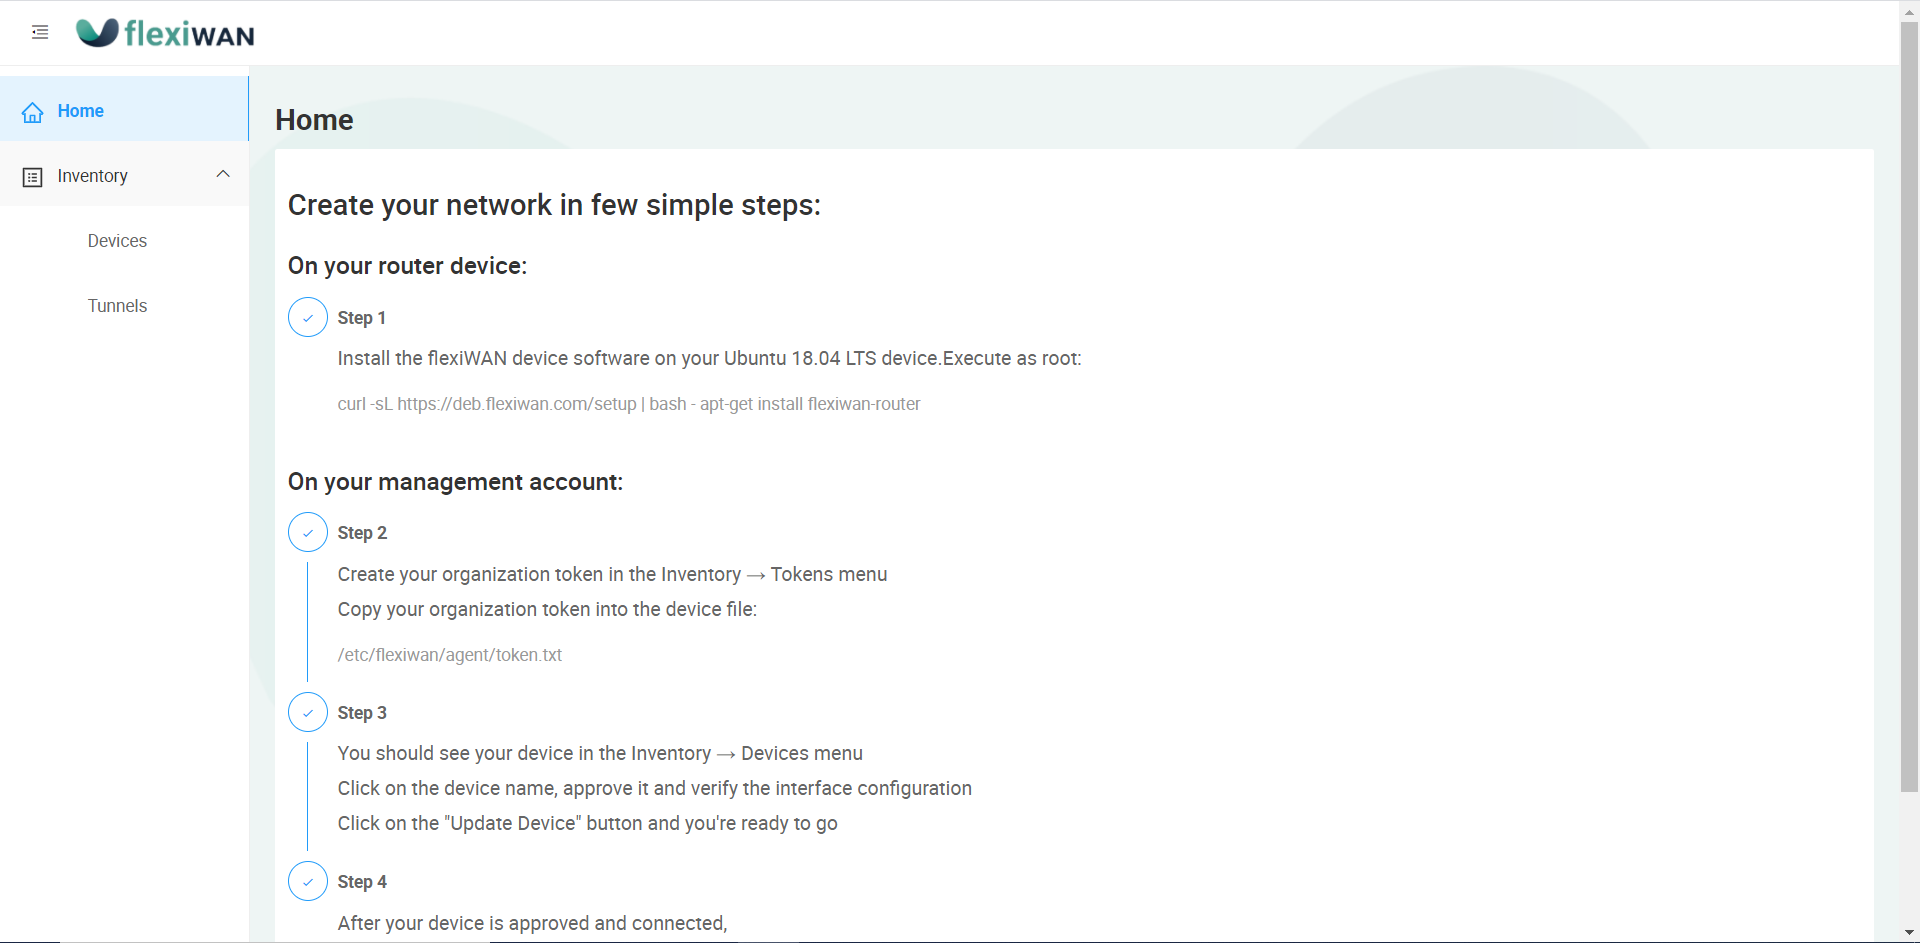 flexiWAN
Home
Inventory
Devices
Tunnels
Home
Create your network in few simple steps:
On your router device:
Step 1
Install the flexiWAN device software on your Ubuntu 18.04 LTS device.Execute as root:
curl -sL https://deb.flexiwan.com/setup | bash - apt-get install flexiwan-router
On your management account:
Step 2
Create your organization token in the Inventory → Tokens menu
Copy your organization token into the device file:
/etc/flexiwan/agent/token.txt
Step 3
You should see your device in the Inventory → Devices menu
Click on the device name, approve it and verify the interface configuration
Click on the "Update Device" button and you're ready to go
Step 4
After your device is approved and connected,